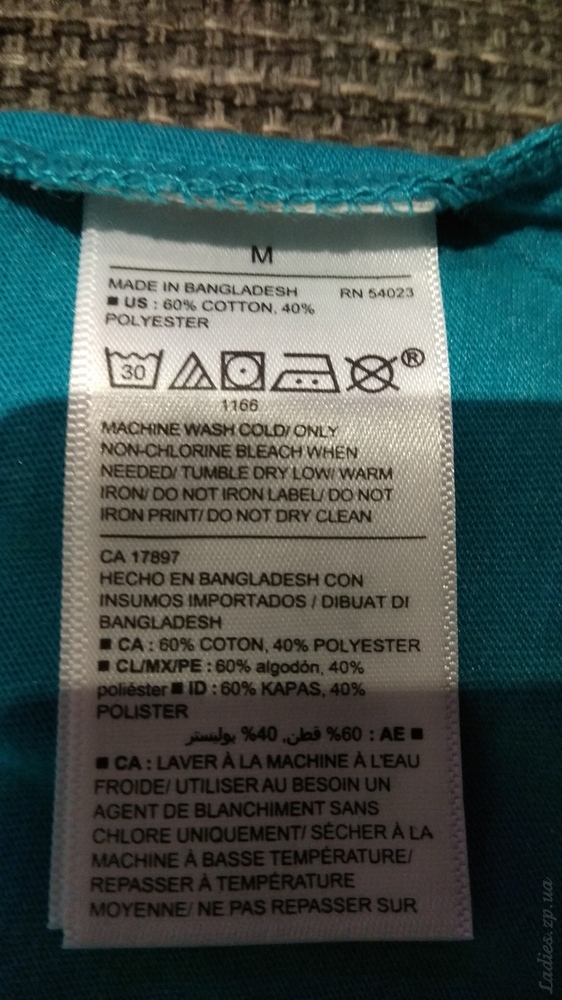 M
MADE IN BANGLADESH RN 54023
■ US : 60% COTTON, 40%
POLYESTER
30 ®
1166
MACHINE WASH COLD/ ONLY
NON-CHLORINE BLEACH WHEN
NEEDED/ TUMBLE DRY LOW/ WARM
IRON/ DO NOT IRON LABEL/ DO NOT
IRON PRINT/ DO NOT DRY CLEAN
CA 17897
HECHO EN BANGLADESH CON
INSUMOS IMPORTADOS / DIBUAT DI
BANGLADESH
■ CA : 60% COTON, 40% POLYESTER
■ CL/MX/PE : 60% algodón, 40%
poliéster ■ ID : 60% KAPAS, 40%
POLISTER
■ AE : 60% قطن, 40% بوليستر
■ CA : LAVER À LA MACHINE À L'EAU
FROIDE/ UTILISER AU BESOIN UN
AGENT DE BLANCHIMENT SANS
CHLORE UNIQUEMENT/ SÉCHER À LA
MACHINE À BASSE TEMPÉRATURE/
REPASSER À TEMPÉRATURE
MOYENNE/ NE PAS REPASSER SUR
Ladies.zp.ua